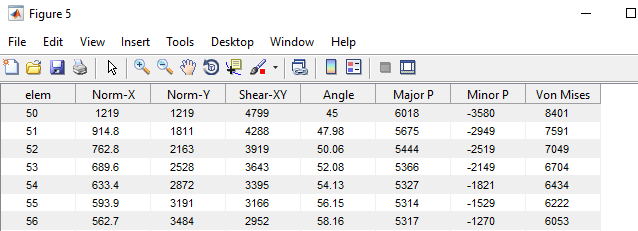 Figure 5
File Edit View Insert Tools Desktop Window Help
elem Norm-X Norm-Y Shear-XY Angle Major P Minor P Von Mises
50 1219 1219 4799 45 6018 -3580 8401
51 914.8 1811 4288 47.98 5675 -2949 7591
52 762.8 2163 3919 50.06 5444 -2519 7049
53 689.6 2528 3643 52.08 5366 -2149 6704
54 633.4 2872 3395 54.13 5327 -1821 6434
55 593.9 3191 3166 56.15 5314 -1529 6222
56 562.7 3484 2952 58.16 5317 -1270 6053